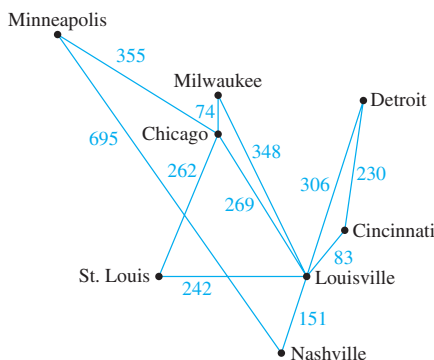 Minneapolis
355
Milwaukee
74
Detroit
Chicago
695
348
262
306
230
269
Cincinnati
83
St. Louis
242
Louisville
151
Nashville